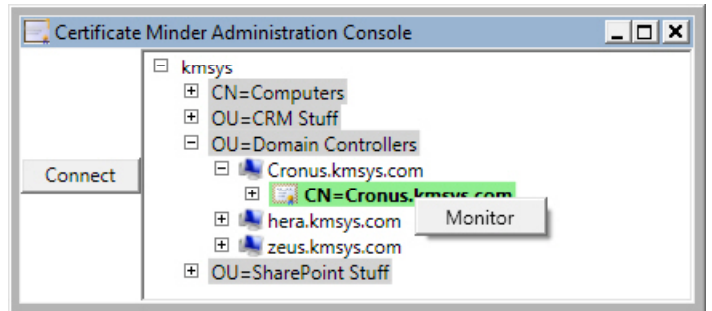 Certificate Minder Administration Console
kmsys
CN=Computers
OU=CRM Stuff
OU=Domain Controllers
Cronus.kmsys.com
Connect
CN=Cronus.kmsys.com
Monitor
hera.kmsys.com
zeus.kmsys.com
OU=SharePoint Stuff